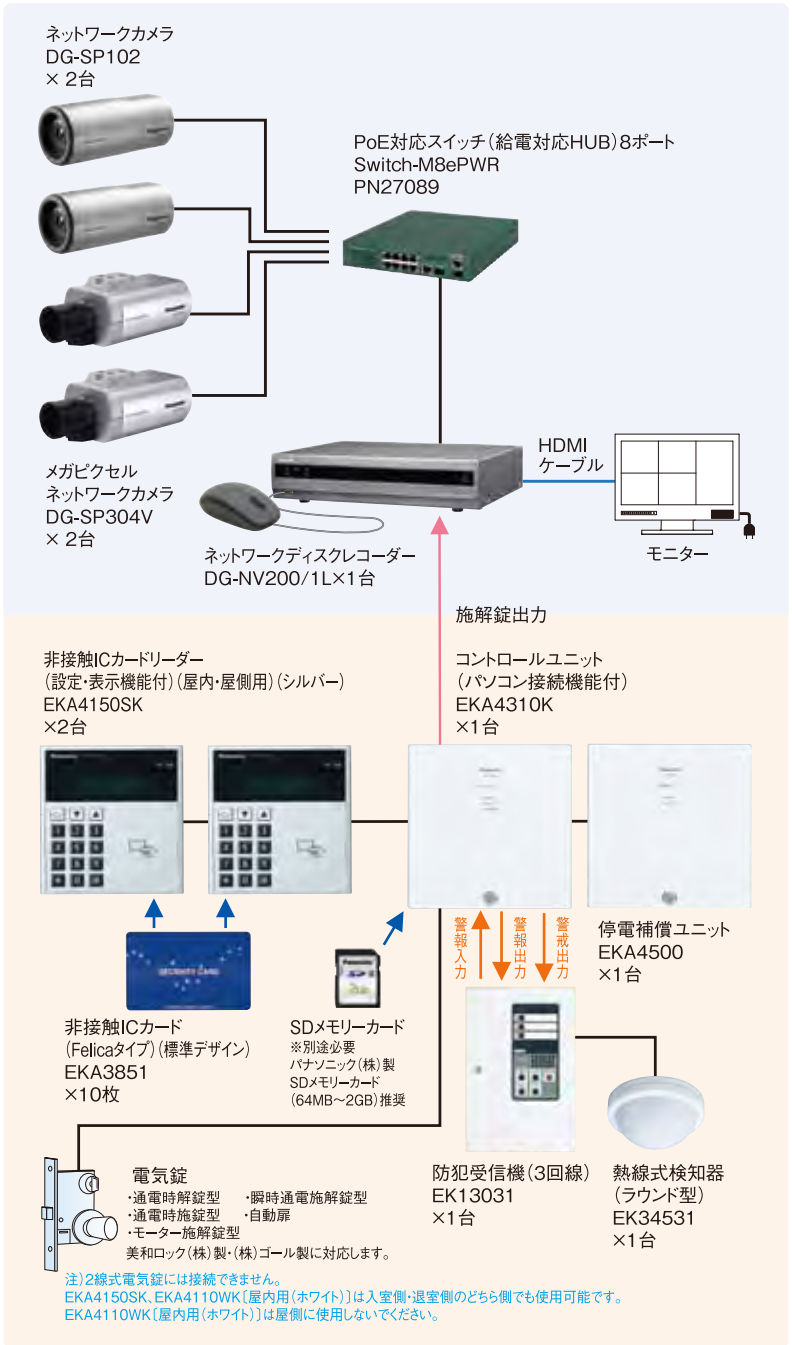 ネットワークカメラ
DG-SP102
× 2台
PoE対応スイッチ（給電対応HUB）8ポート
Switch-M8ePWR
PN27089
メガピクセル
ネットワークカメラ
DG-SP304V
× 2台
HDMI
ケーブル
ネットワークディスクレコーダー
DG-NV200/1L×1台
モニター
施解錠出力
非接触ICカードリーダー
（設定・表示機能付）（屋内・屋側用）（シルバー）
EKA4150SK
×2台
コントロールユニット
（パソコン接続機能付）
EKA4310K
×1台
警報入力
警報出力
警戒出力
停電補償ユニット
EKA4500
×1台
SECURITY CARD
Panasonic
非接触ICカード
（Felicaタイプ）（標準デザイン）
EKA3851
×10枚
SDメモリーカード
※別途必要
パナソニック（株）製
SDメモリーカード
（64MB～2GB）推奨
電気錠
・通電時解錠型　・瞬時通電施解錠型
・通電時施錠型　・自動扉
・モーター施解錠型
美和ロック（株）製・（株）ゴール製に対応します。
防犯受信機（3回線）
EK13031
×1台
熱線式検知器
（ラウンド型）
EK34531
×1台
注）2線式電気錠には接続できません。
EKA4150SK、EKA4110WK〔屋内用（ホワイト）〕は入室側・退室側のどちら側でも使用可能です。
EKA4110WK〔屋内用（ホワイト）〕は屋側に使用しないでください。